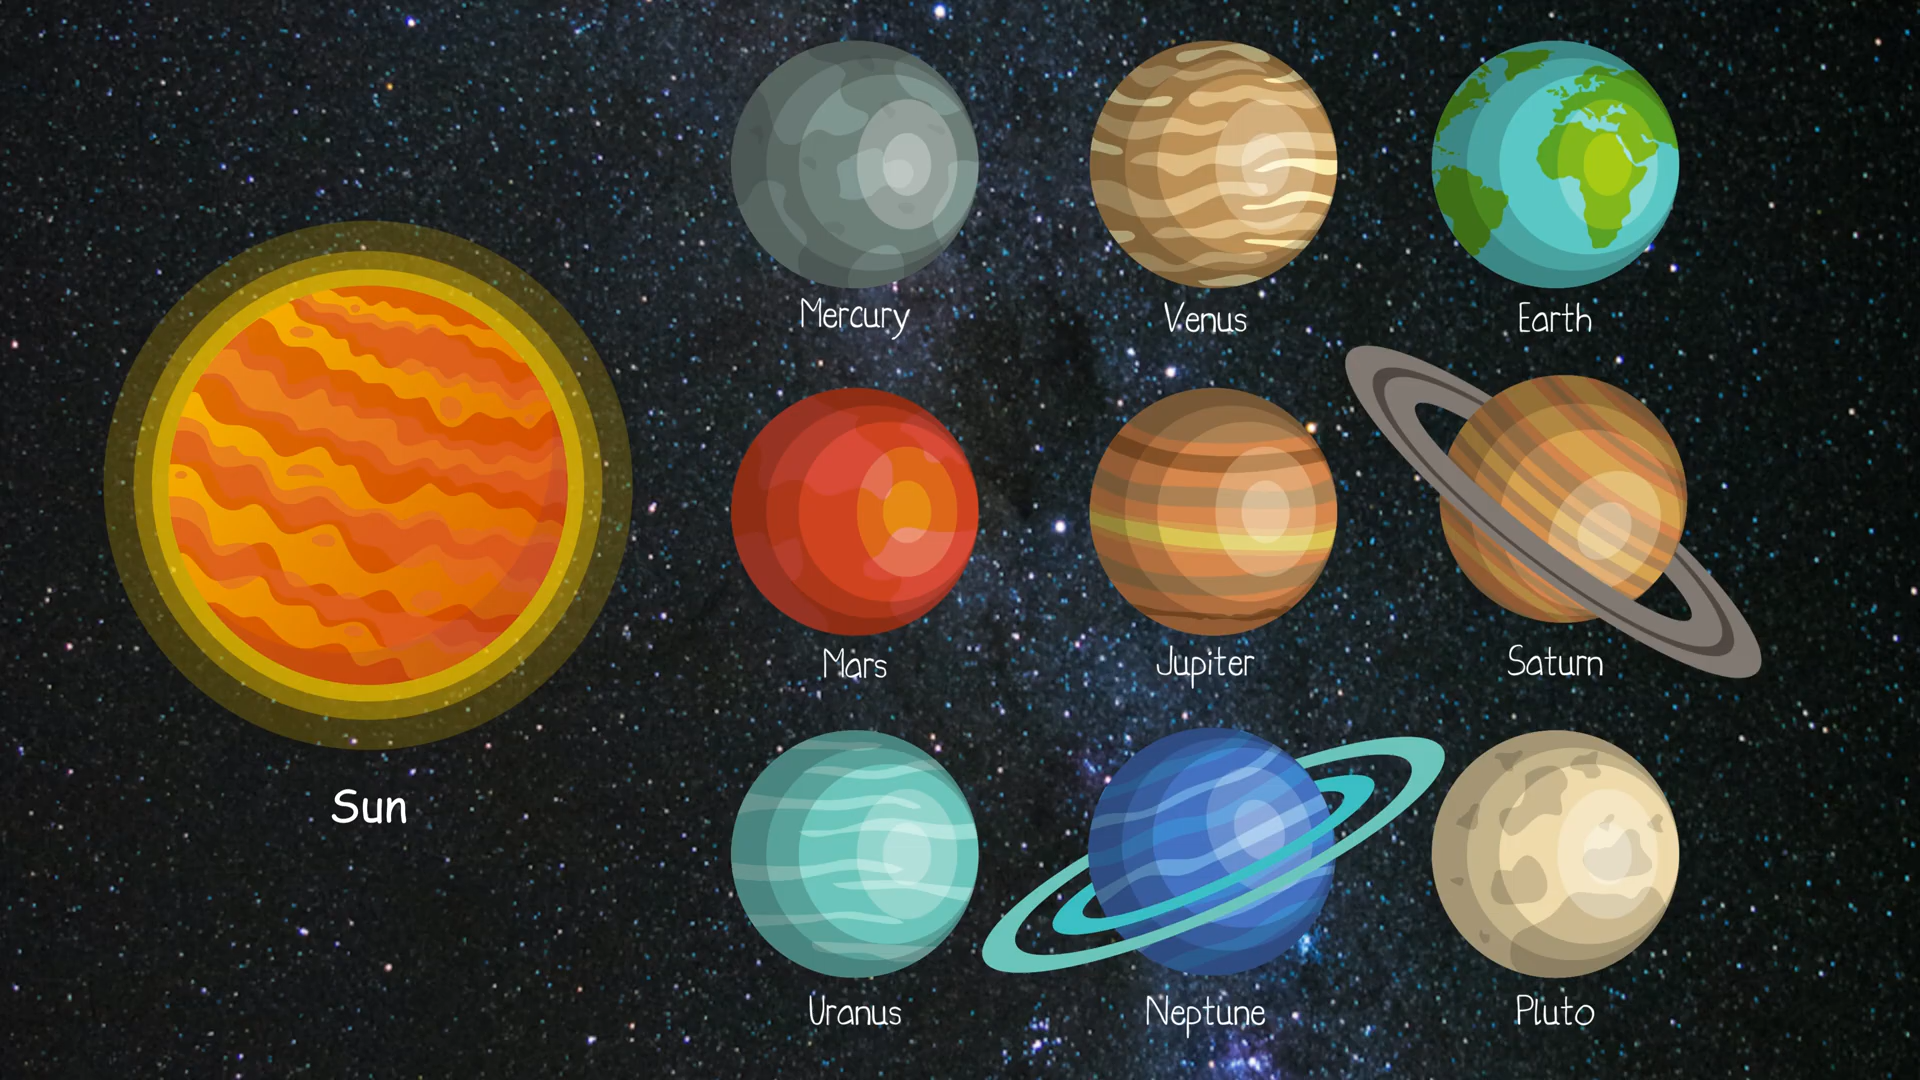 Mercury
Venus
Earth
Mars
Jupiter
Saturn
Sun
Uranus
Neptune
Pluto